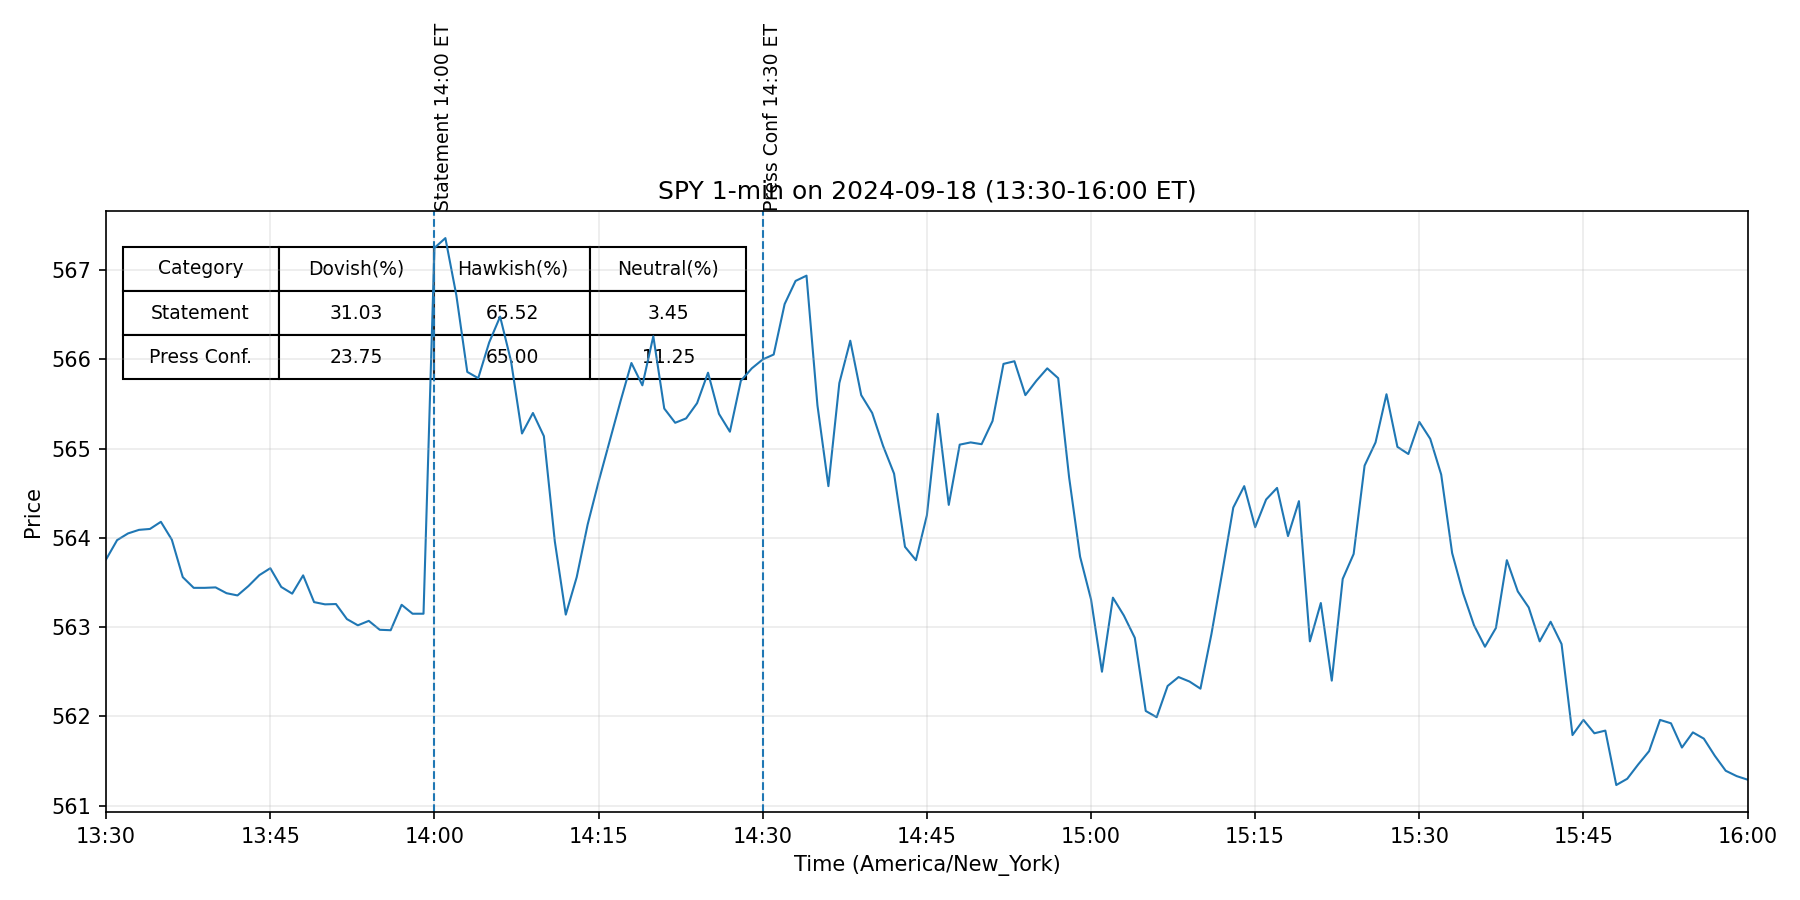 Statement 14:00 ET
Press Conf 14:30 ET
SPY 1-min on 2024-09-18 (13:30-16:00 ET)
Category Dovish(%) Hawkish(%) Neutral(%)
Statement 31.03 65.52 3.45
Press Conf. 23.75 65.00 11.25
Price
567
566
565
564
563
562
561
13:30 13:45 14:00 14:15 14:30 14:45 15:00 15:15 15:30 15:45 16:00
Time (America/New_York)